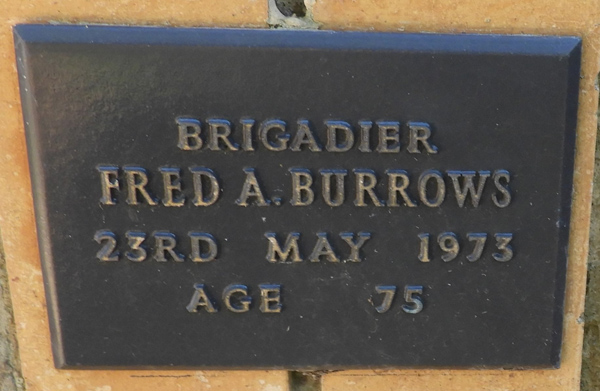 BRIGADIER
FRED A. BURROWS
23RD MAY 1973
AGE 75